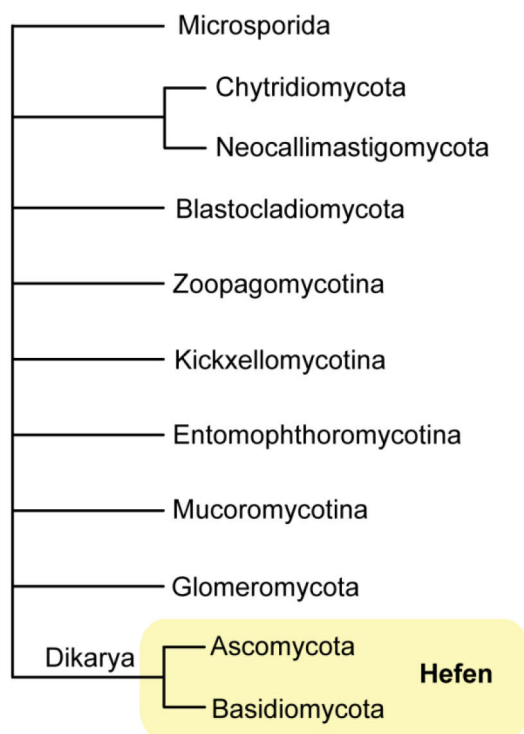 Microsporida
Chytridiomycota
Neocallimastigomycota
Blastocladiomycota
Zoopagomycotina
Kickxellomycotina
Entomophthoromycotina
Mucoromycotina
Glomeromycota
Dikarya
Ascomycota
Hefen
Basidiomycota